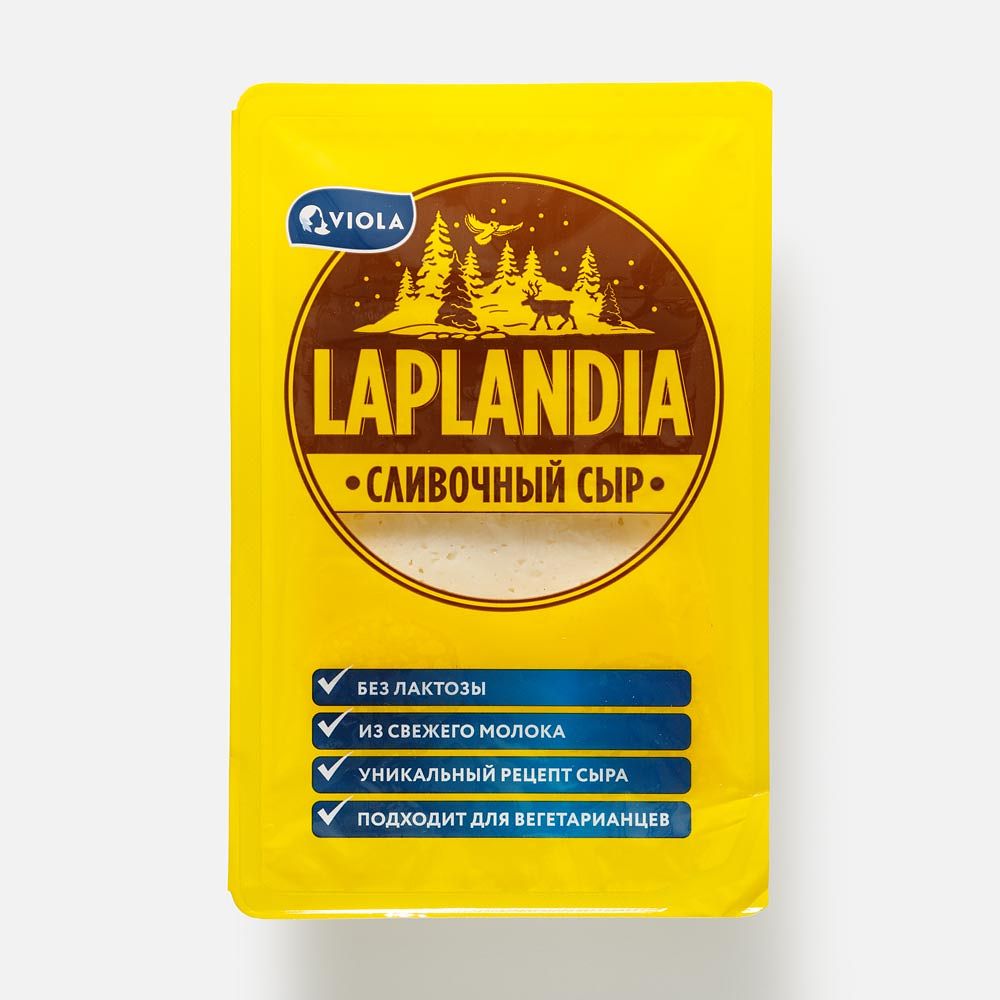 VIOLA
LAPLANDIA
•СЛИВОЧНЫЙ СЫР•
БЕЗ ЛАКТОЗЫ
ИЗ СВЕЖЕГО МОЛОКА
УНИКАЛЬНЫЙ РЕЦЕПТ СЫРА
ПОДХОДИТ ДЛЯ ВЕГЕТАРИАНЦЕВ